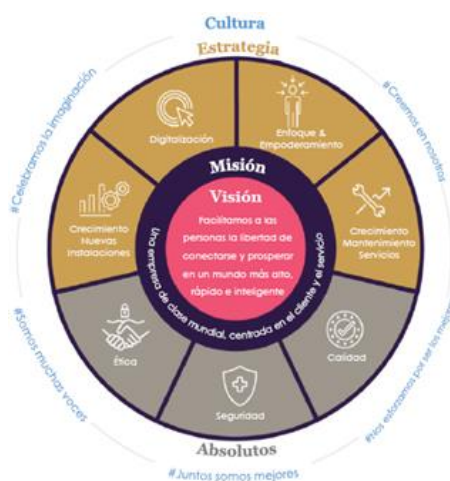 Cultura
Estrategia
#Celebramos la imaginación
#Creemos en nosotros
Digitalización
Enfoque &
Empoderamiento
Misión
Visión
Facilitamos a las
personas la libertad de
conectarse y prosperar
en un mundo más alto,
rápido e inteligente
Crecimiento
Nuevas
Instalaciones
Crecimiento
Mantenimiento
Servicios
Una empresa de clase mundial, centrada en el cliente y el servicio
Ética
Seguridad
Calidad
#Somos muchas voces
#Nos esforzamos por ser los mejores
Absolutos
#Juntos somos mejores